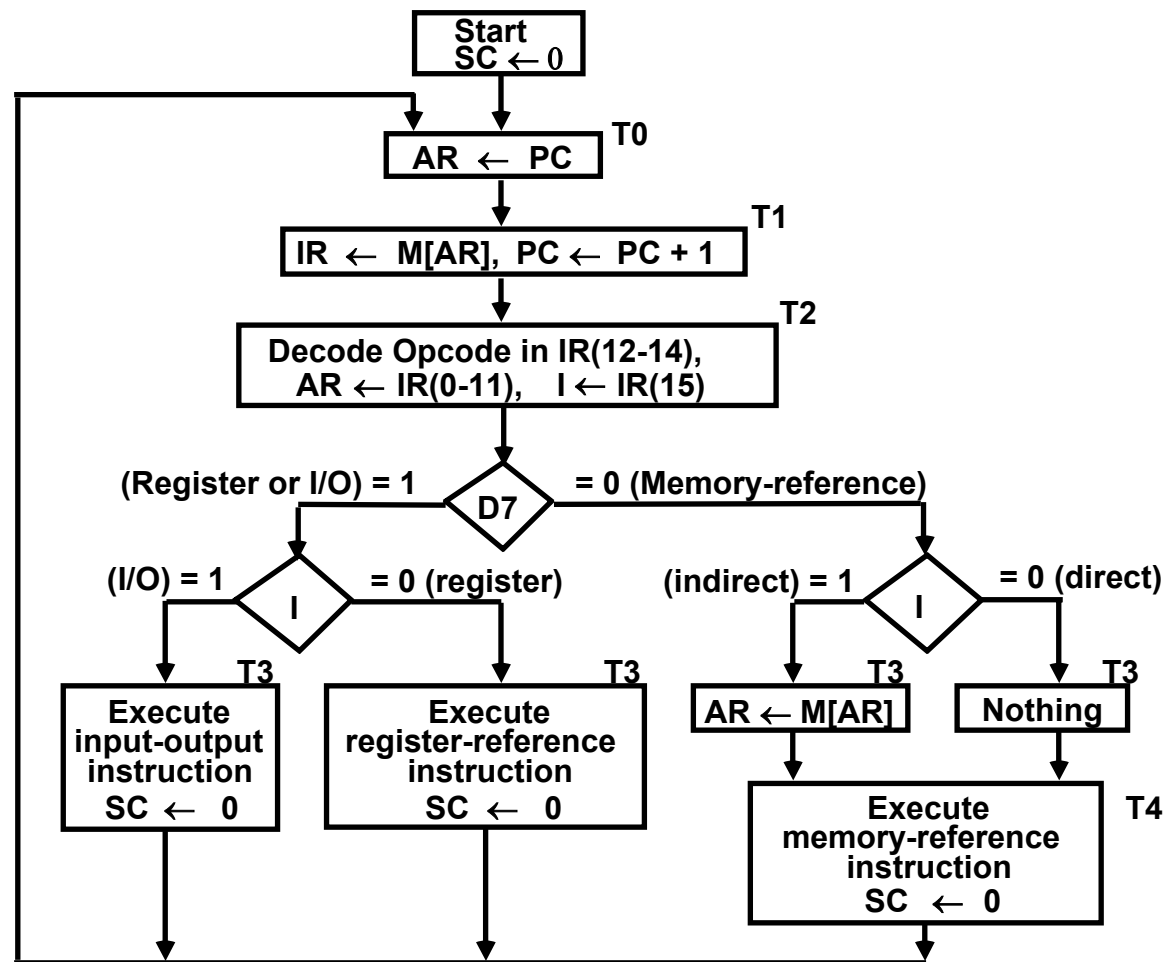 Start
SC ← 0
T0
AR ← PC
T1
IR ← M[AR], PC ← PC + 1
T2
Decode Opcode in IR(12-14),
AR ← IR(0-11), I ← IR(15)
(Register or I/O) = 1
D7
= 0 (Memory-reference)
(I/O) = 1
I
= 0 (register)
(indirect) = 1
I
= 0 (direct)
T3
Execute
input-output
instruction
SC ← 0
T3
Execute
register-reference
instruction
SC ← 0
T3
AR ← M[AR]
T3
Nothing
Execute
memory-reference
instruction
SC ← 0
T4